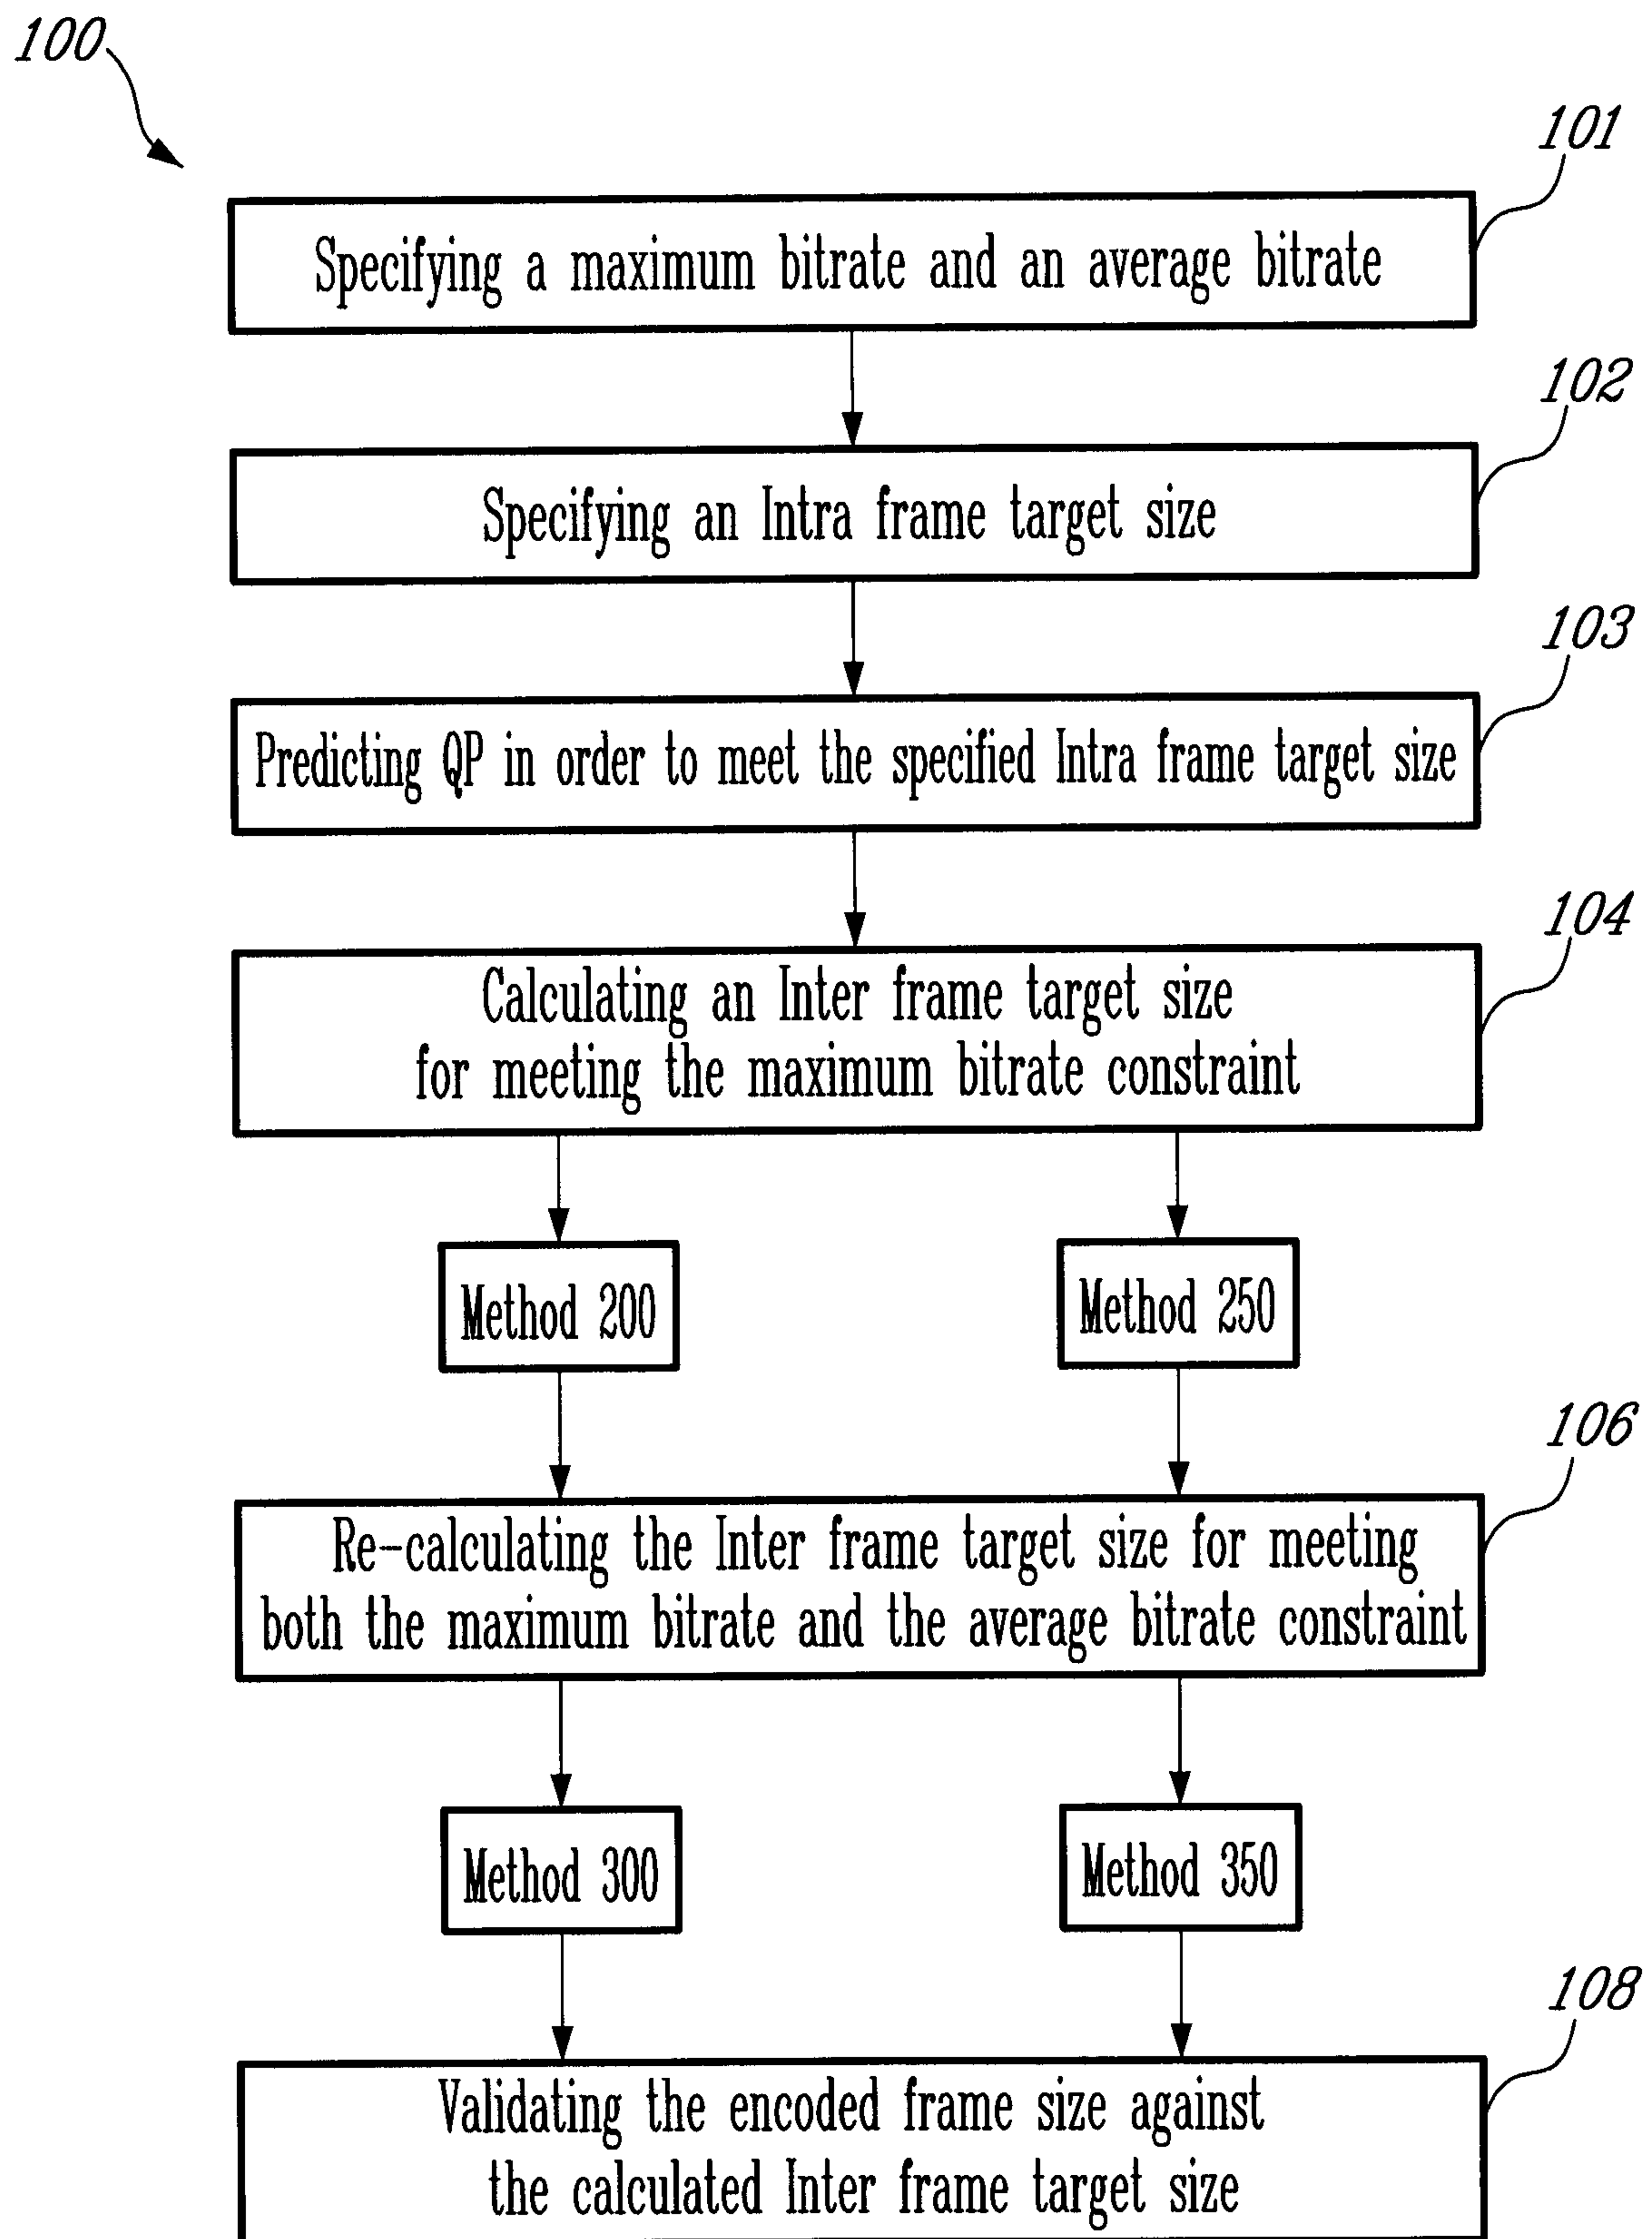 100
101
Specifying a maximum bitrate and an average bitrate
102
Specifying an Intra frame target size
103
Predicting QP in order to meet the specified Intra frame target size
104
Calculating an Inter frame target size
for meeting the maximum bitrate constraint
Method 200
Method 250
106
Re-calculating the Inter frame target size for meeting
both the maximum bitrate and the average bitrate constraint
Method 300
Method 350
108
Validating the encoded frame size against
the calculated Inter frame target size